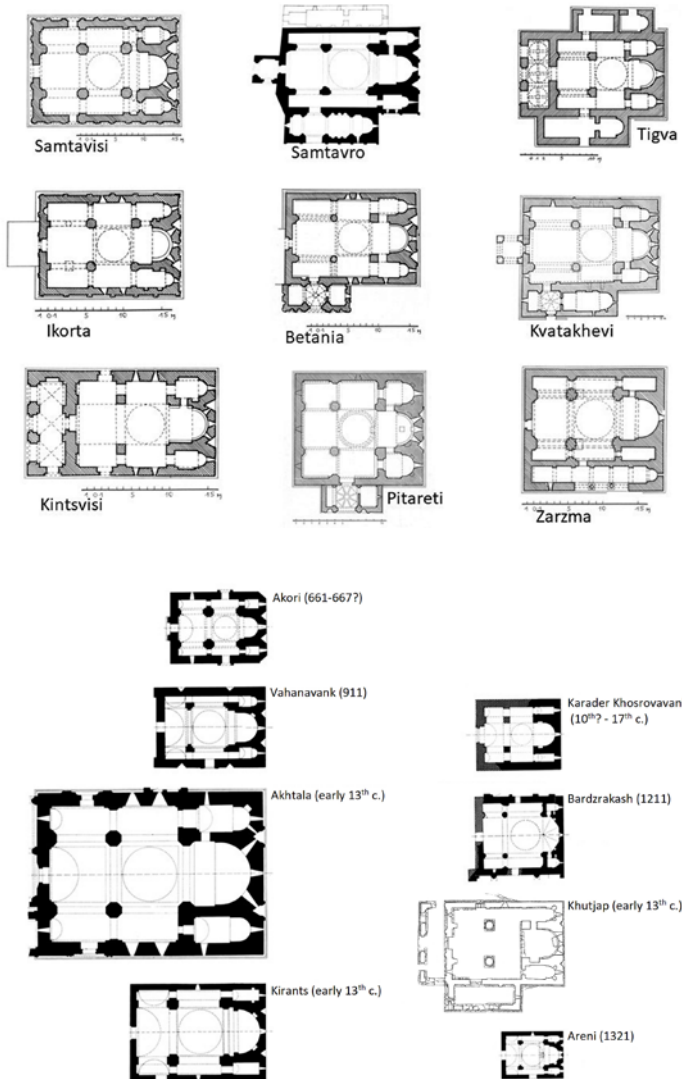 Samtavisi
Samtavro
Tigva
Ikorta
Betania
Kvatakhevi
Kintsvisi
Pitareti
Zarzma
Akori (661-667?)
Vahanavank (911)
Akhtala (early 13th c.)
Kirants (early 13th c.)
Karader Khosrovavan
(10th? - 17th c.)
Bardzrakash (1211)
Khutjap (early 13th c.)
Areni (1321)